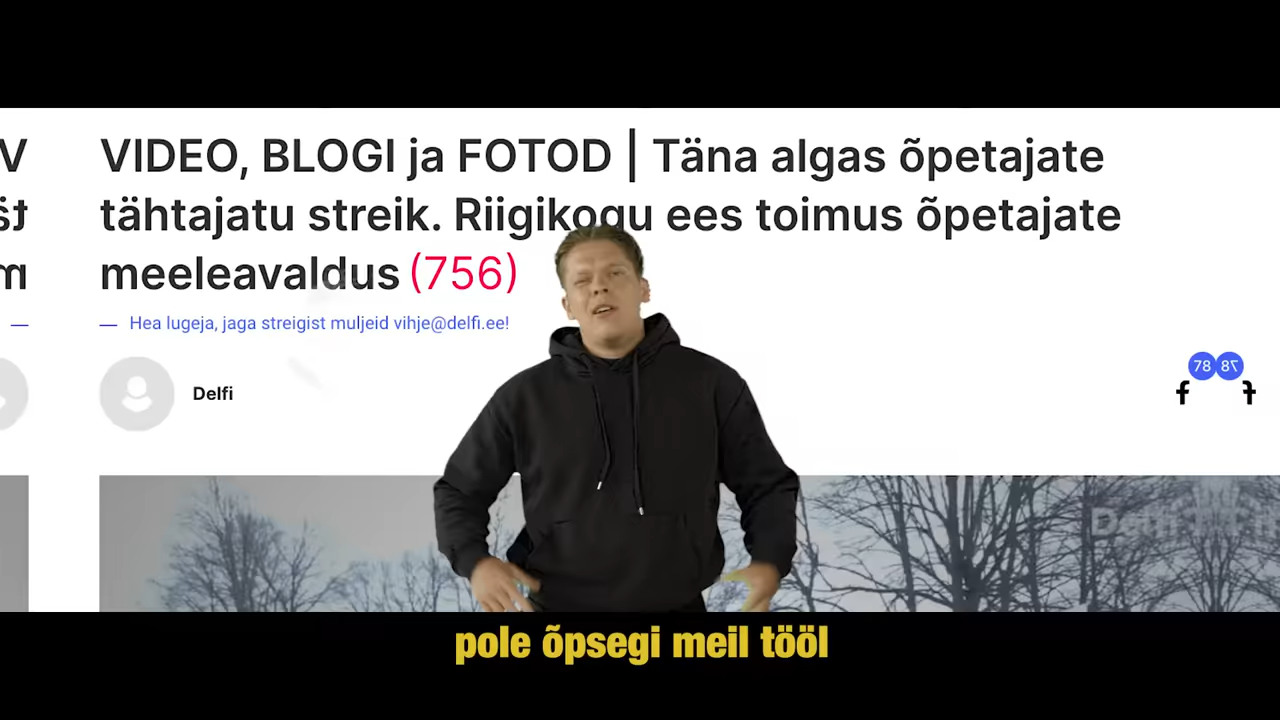 VIDEO, BLOGI ja FOTOD | Täna algas õpetajate
tähtajatu streik. Riigikogu ees toimus õpetajate
meeleavaldus (756)
— Hea lugeja, jaga streigist muljeid vihje@delfi.ee!
Delfi
78
pole õpsegi meil tööl